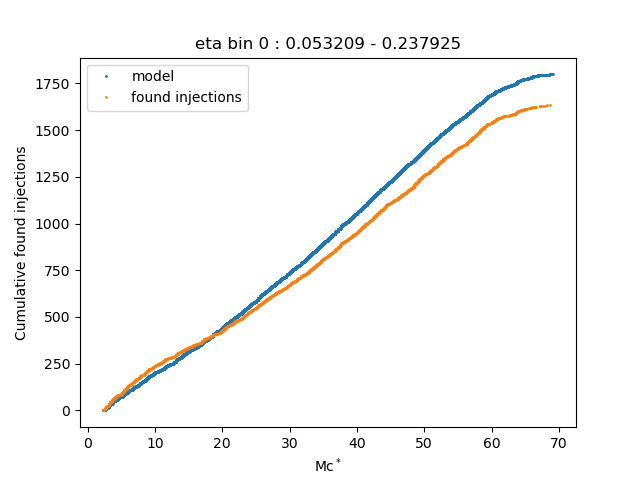 eta bin 0 : 0.053209 - 0.237925
model
found injections
1750
1500
1250
1000
750
500
250
0
Cumulative found injections
0 10 20 30 40 50 60 70
Mc*